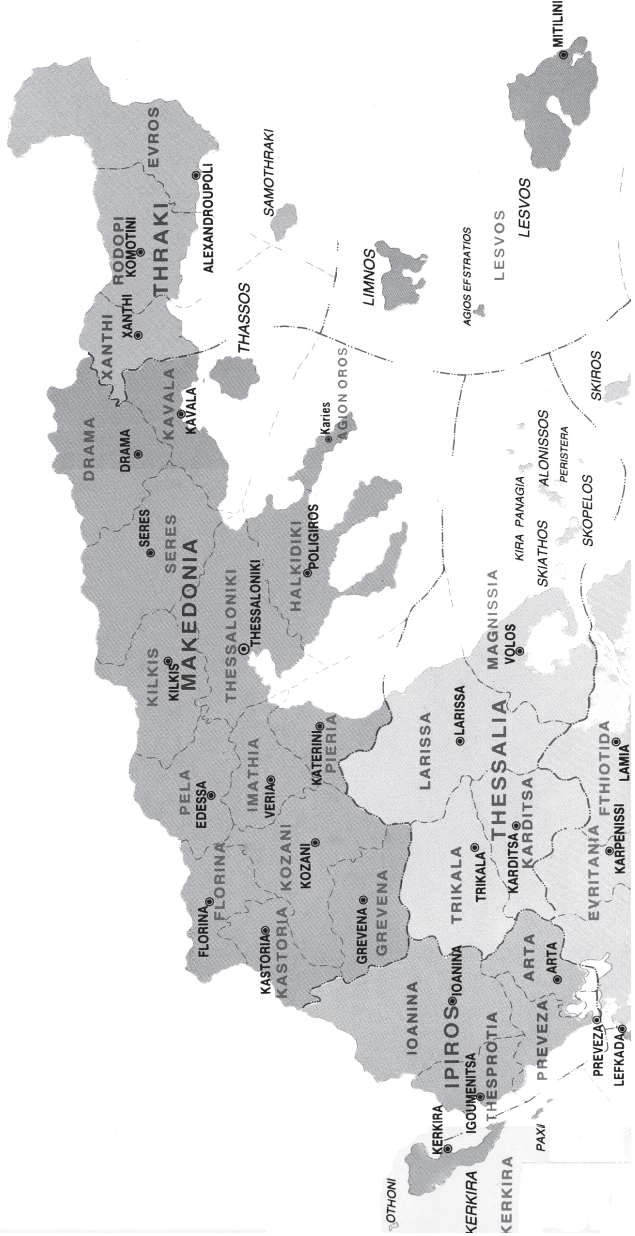 EVROS
RODOPI
KOMOTINI
THRAKI
ALEXANDROUPOLI
SAMOTHRAKI
XANTHI
XANTHI
THASSOS
LIMNOS
MITILINI
LESVOS
LESVOS
AGIOS EFSTRATIOS
DRAMA
DRAMA
KAVALA
KAVALA
Karies
AGION OROS
SKIROS
SERES
SERES
MAKEDONIA
HALKIDIKI
POLIGIROS
KIRA PANAGIA
ALONISSOS
PERISTERA
SKIATHOS
SKOPELOS
KILKIS
KILKIS
THESSALONIKI
THESSALONIKI
MAGNISSIA
VOLOS
PELA
EDESSA
IMATHIA
VERIA
KATERINI
PIERIA
LARISSA
LARISSA
THESSALIA
FTHIOTIDA
LAMIA
FLORINA
FLORINA
KOZANI
KOZANI
TRIKALA
TRIKALA
KARDITSA
KARDITSA
EVRITANIA
KARPENISSI
KASTORIA
KASTORIA
GREVENA
GREVENA
IOANINA
IPIROS
IOANINA
ARTA
ARTA
THESPROTIA
IGOUMENITSA
PREVEZA
PREVEZA
LEFKADA
KERKIRA
OTHONI
KERKIRA
KERKIRA
PAXI